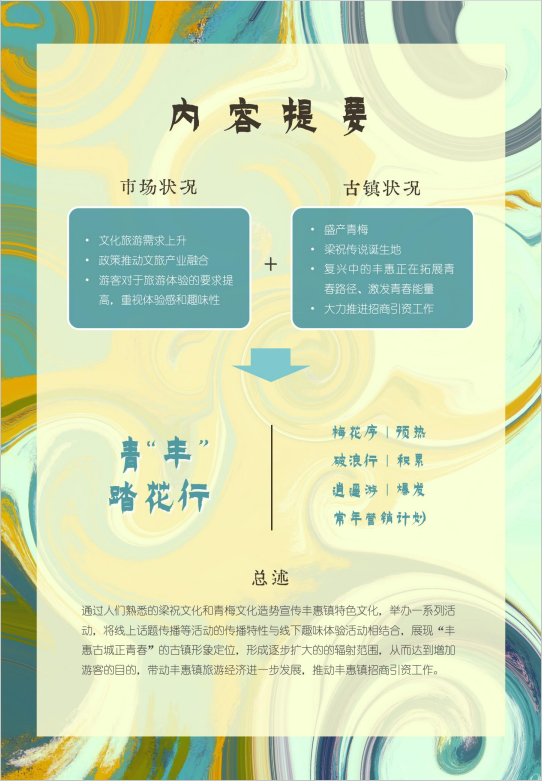 内容提要
市场状况
• 文化旅游需求上升
• 政策推动文旅产业融合
• 游客对于旅游体验的要求提
高，重视体验感和趣味性
+
古镇状况
• 盛产青梅
• 梁祝传说诞生地
• 复兴中的丰惠正在拓展青
春路径、激发青春能量
• 大力推进招商引资工作
青“丰”
踏花行
梅花序｜预热
破浪行｜积累
逍遥游｜爆发
常年营销计划
总述
通过人们熟悉的梁祝文化和青梅文化造势宣传丰惠镇特色文化，举办一系列活
动，将线上话题传播等活动的传播特性与线下趣味体验活动相结合，展现“丰
惠古城正青春”的古镇形象定位，形成逐步扩大的的辐射范围，从而达到增加
游客的目的，带动丰惠镇旅游经济进一步发展，推动丰惠镇招商引资工作。